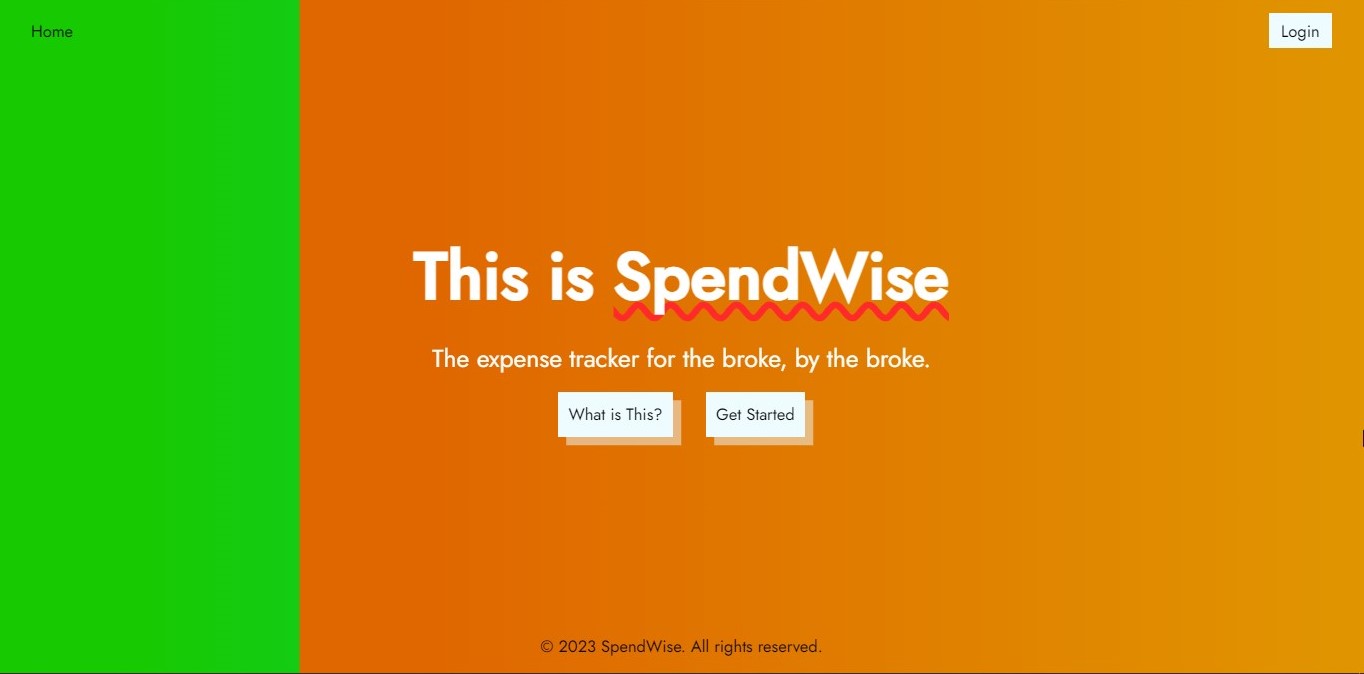 Home
Login
This is SpendWise
The expense tracker for the broke, by the broke.
What is This?
Get Started
© 2023 SpendWise. All rights reserved.